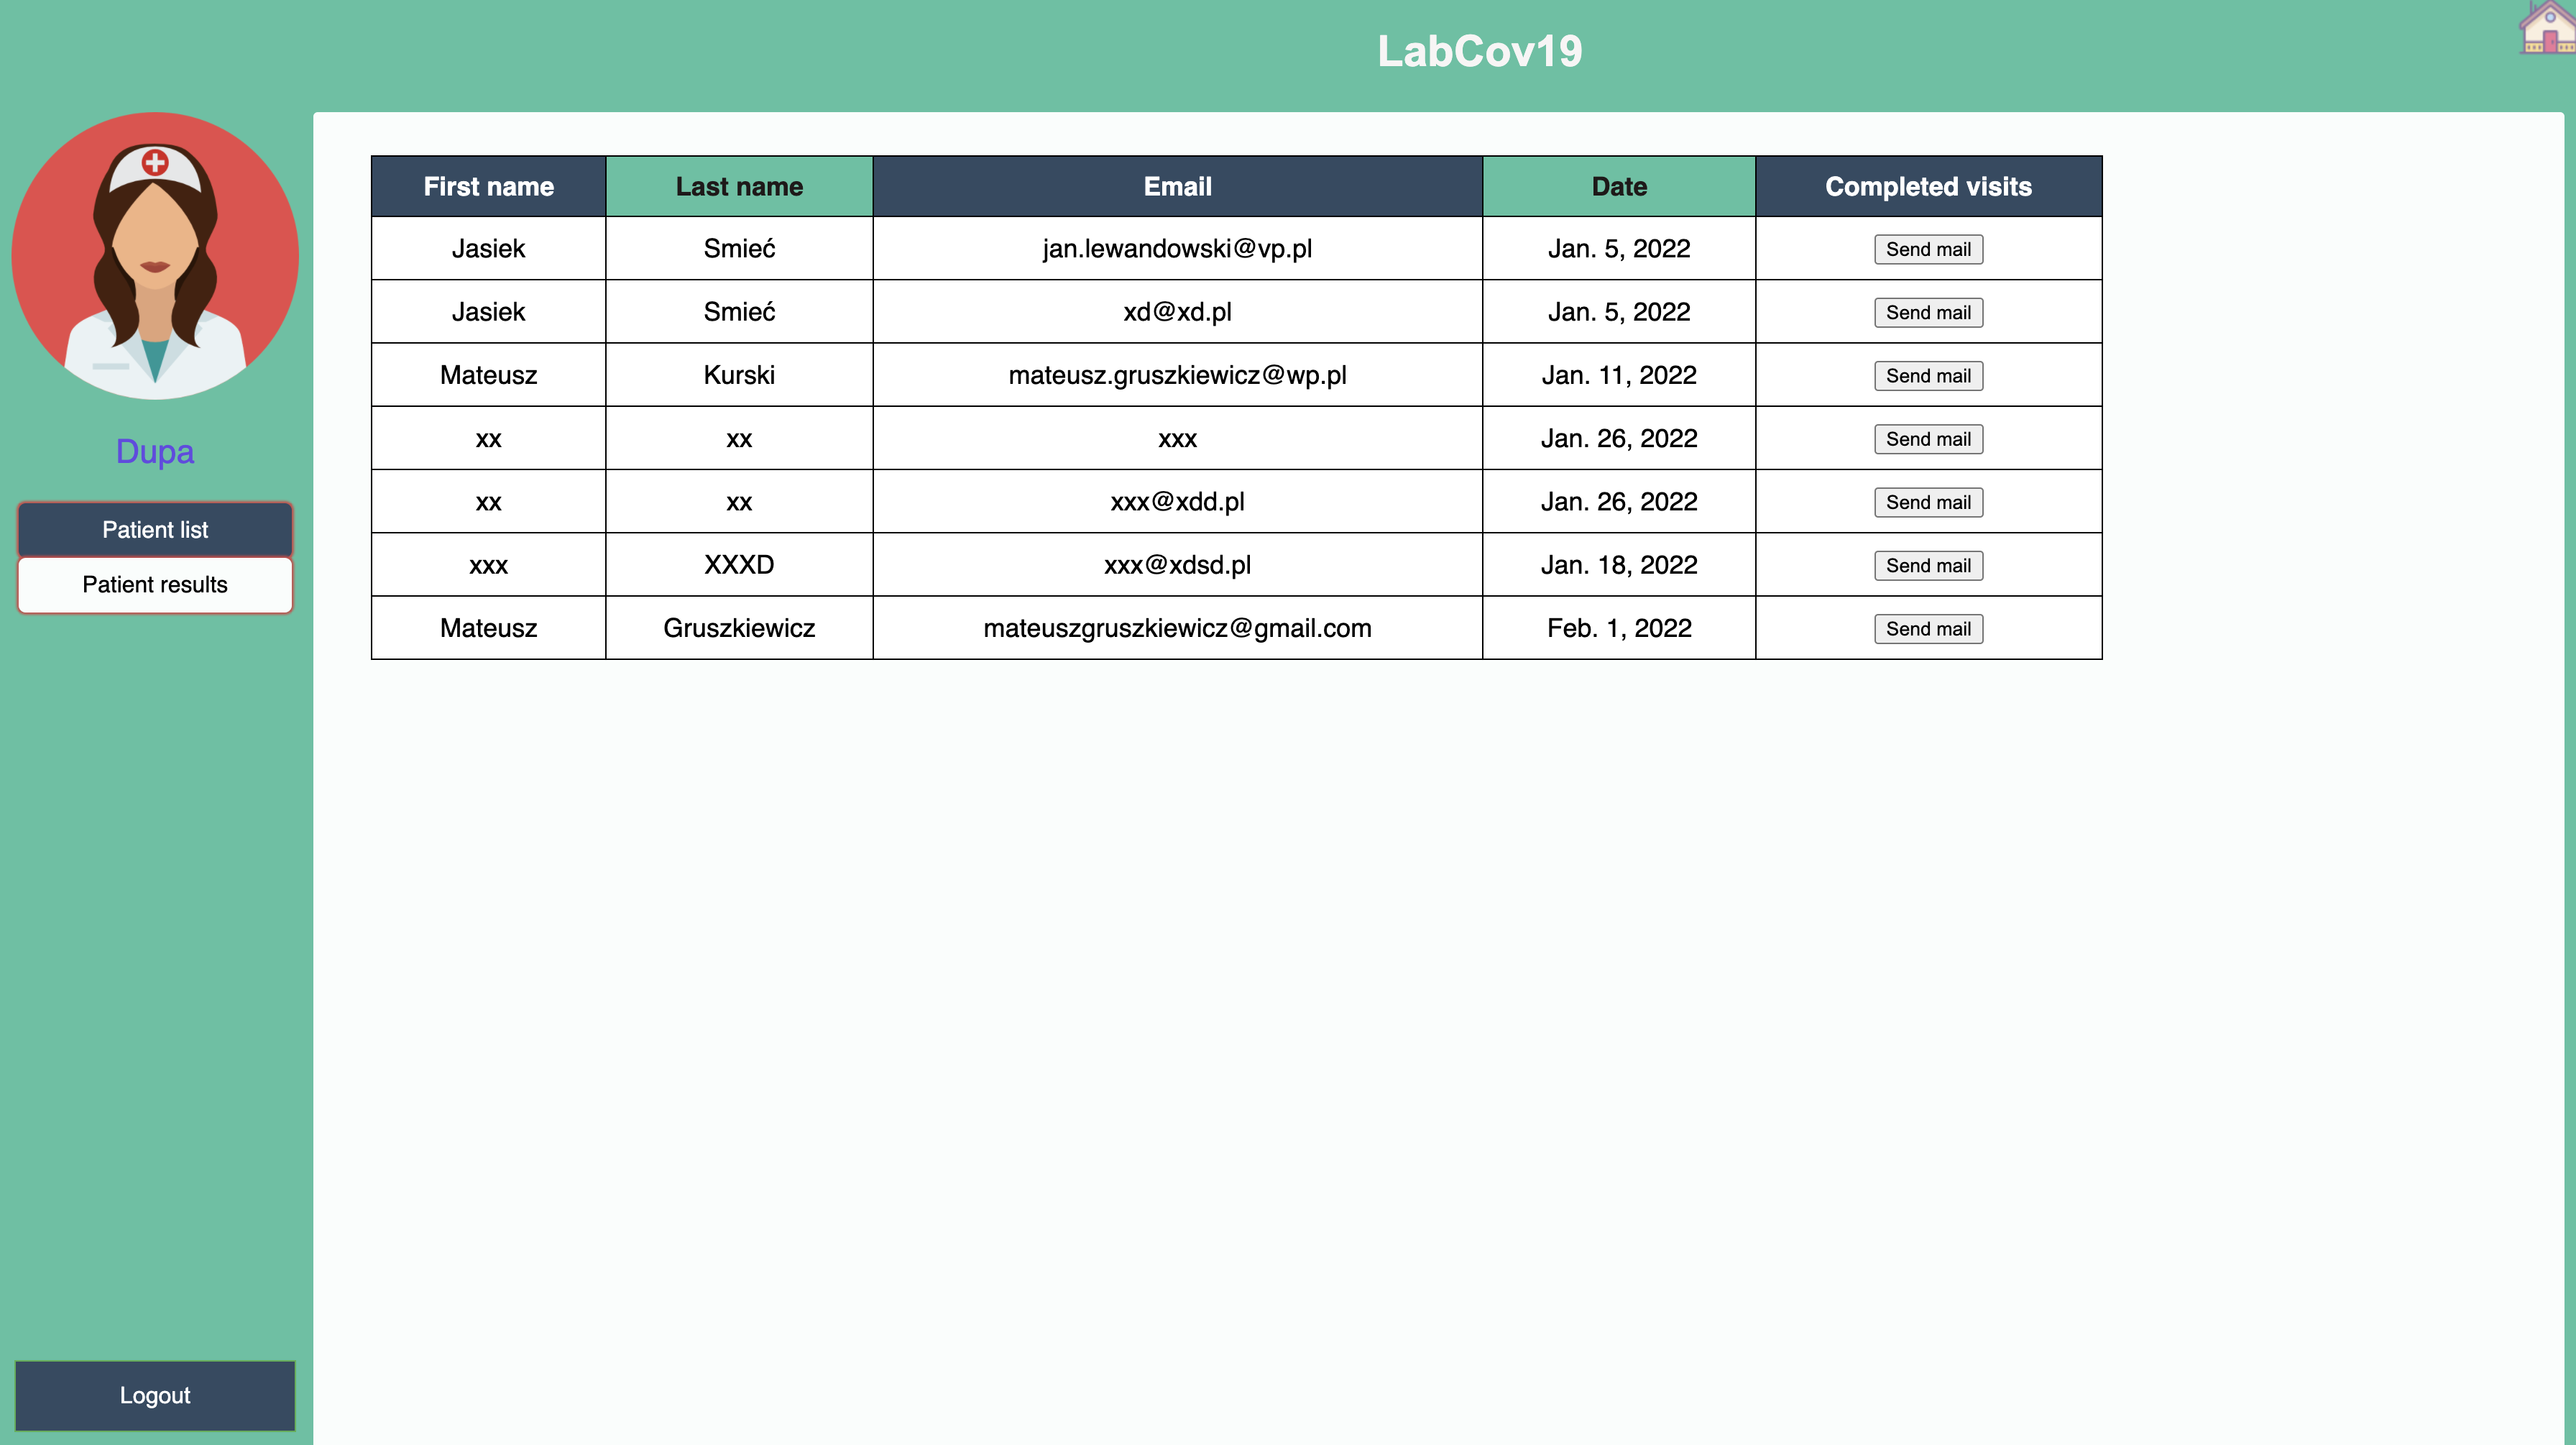 LabCov19
Dupa
Patient list
Patient results
Logout
First name Last name Email Date Completed visits
Jasiek Smieć jan.lewandowski@vp.pl Jan. 5, 2022 Send mail
Jasiek Smieć xd@xd.pl Jan. 5, 2022 Send mail
Mateusz Kurski mateusz.gruszkiewicz@wp.pl Jan. 11, 2022 Send mail
xx xx xxx Jan. 26, 2022 Send mail
xx xx xxx@xdd.pl Jan. 26, 2022 Send mail
xxx XXXD xxx@xdsd.pl Jan. 18, 2022 Send mail
Mateusz Gruszkiewicz mateuszgruszkiewicz@gmail.com Feb. 1, 2022 Send mail